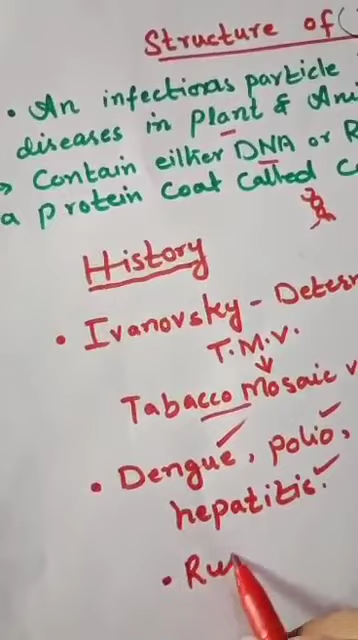 Structure of (
• An infectious particle
diseases in plant & Ani
> Contain either DNA or R
a protein coat called C
History
• Ivanovsky - Deter
T.M.V.
Tabacco Mosaic v
• Dengue, polio,
hepatitis.
• Ru